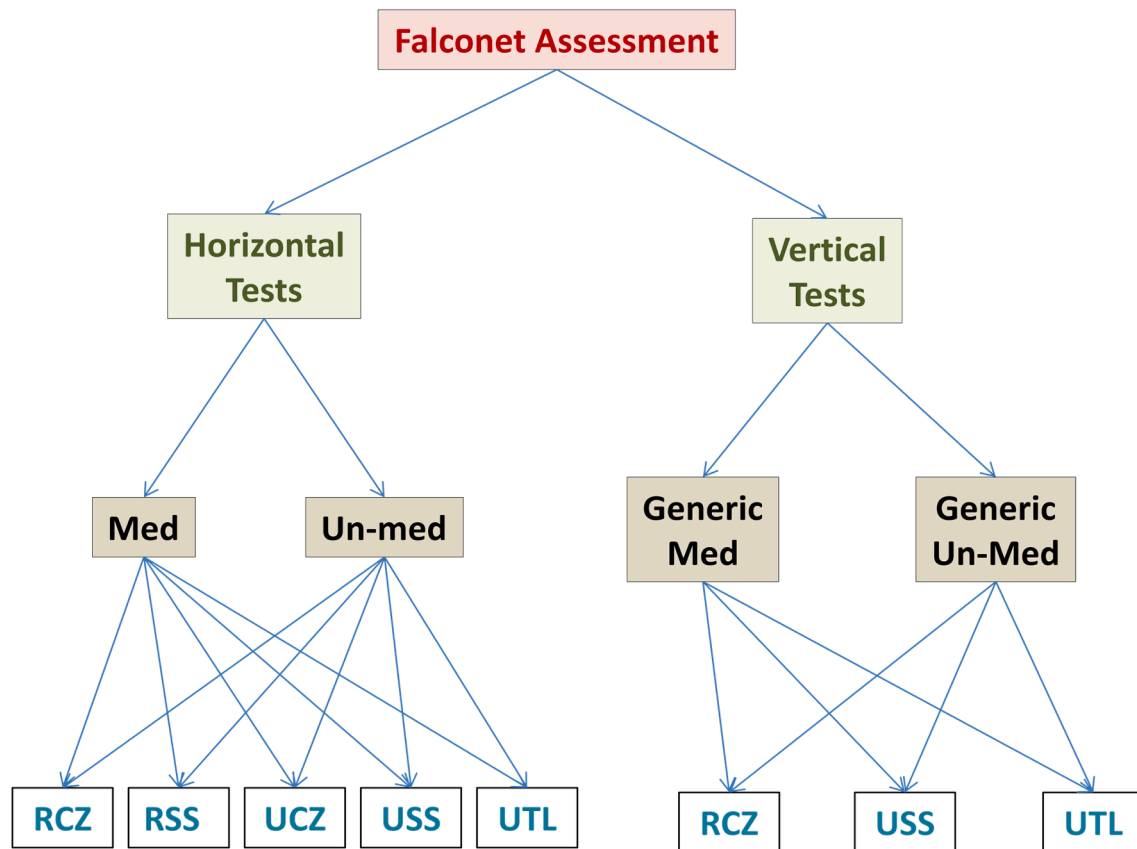 Falconet Assessment
Horizontal
Tests
Vertical
Tests
Med
Un-med
Generic
Med
Generic
Un-Med
RCZ
RSS
UCZ
USS
UTL
RCZ
USS
UTL